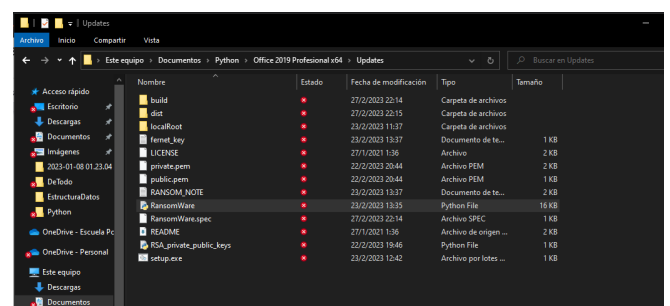 Updates
Archivo Inicio Compartir Vista
Este equipo > Documentos > Python > Office 2019 Profesional x64 > Updates Buscar en Updates
Nombre Estado Fecha de modificación Tipo Tamaño
Acceso rápido
Escritorio
Descargas
Documentos
Imágenes
2023-01-08 01.23.04
DeTodo
EstructuraDatos
Python
OneDrive - Escuela Pc
OneDrive - Personal
Este equipo
Descargas
Documentos
build 27/2/2023 22:14 Carpeta de archivos
dist 27/2/2023 22:15 Carpeta de archivos
localRoot 23/2/2023 11:37 Carpeta de archivos
fernet_key 23/2/2023 13:37 Documento de te... 1 KB
LICENSE 27/1/2021 1:36 Archivo 2 KB
private.pem 22/2/2023 20:44 Archivo PEM 2 KB
public.pem 22/2/2023 20:44 Archivo PEM 1 KB
RANSOM_NOTE 23/2/2023 13:37 Documento de te... 2 KB
RansomWare 23/2/2023 13:35 Python File 16 KB
RansomWare.spec 27/2/2023 22:14 Archivo SPEC 1 KB
README 27/1/2021 1:36 Archivo de origen ... 2 KB
RSA_private_public_keys 22/2/2023 19:46 Python File 1 KB
setup.exe 23/2/2023 12:42 Archivo por lotes ... 1 KB